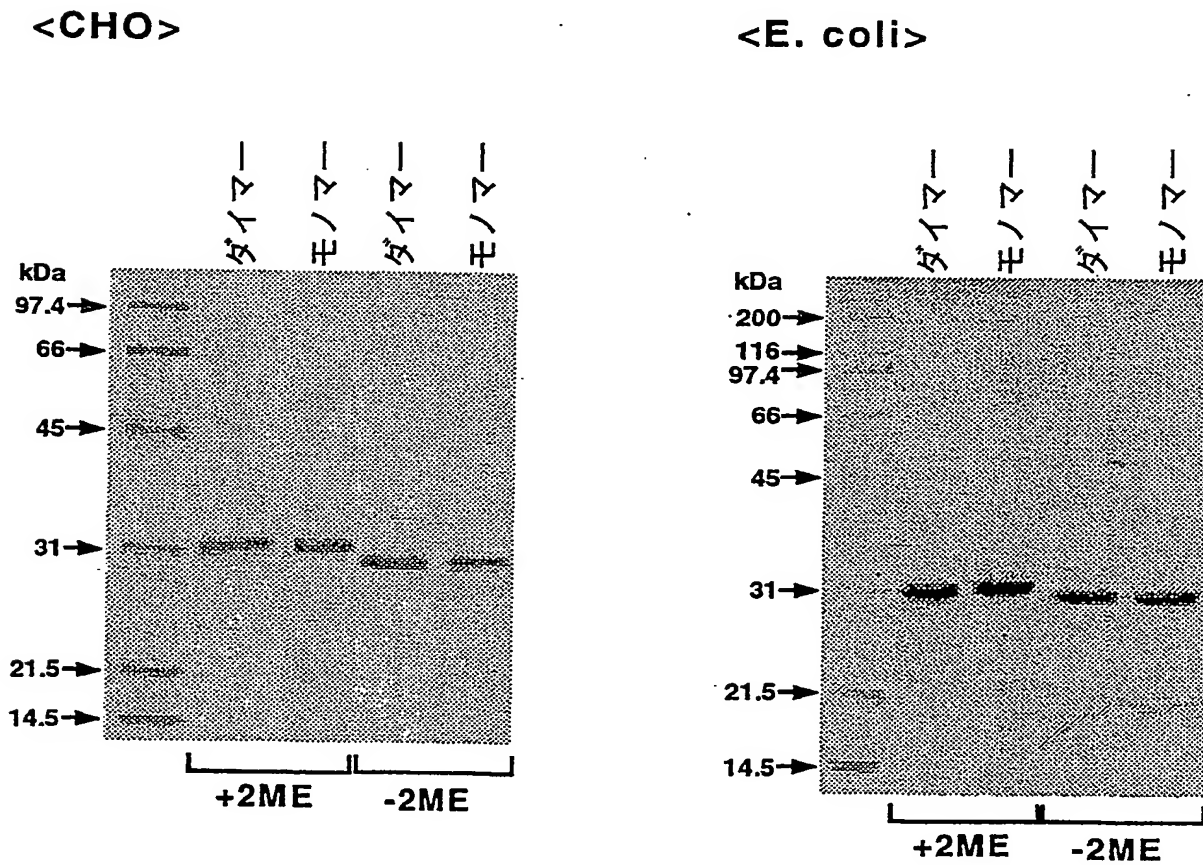 <CHO>
ダイマー
モノマー
ダイマー
モノマー
kDa
97.4
66
45
31
21.5
14.5
+2ME
-2ME
<E. coli>
ダイマー
モノマー
ダイマー
モノマー
kDa
200
116
97.4
66
45
31
21.5
14.5
+2ME
-2ME